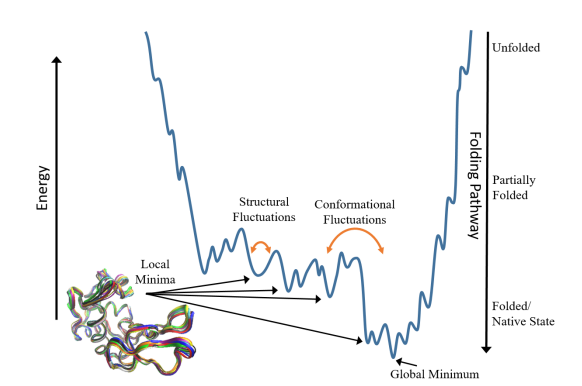 Unfolded
Energy
Folding Pathway
Partially
Folded
Structural
Fluctuations
Conformational
Fluctuations
Local
Minima
Folded/
Native State
Global Minimum